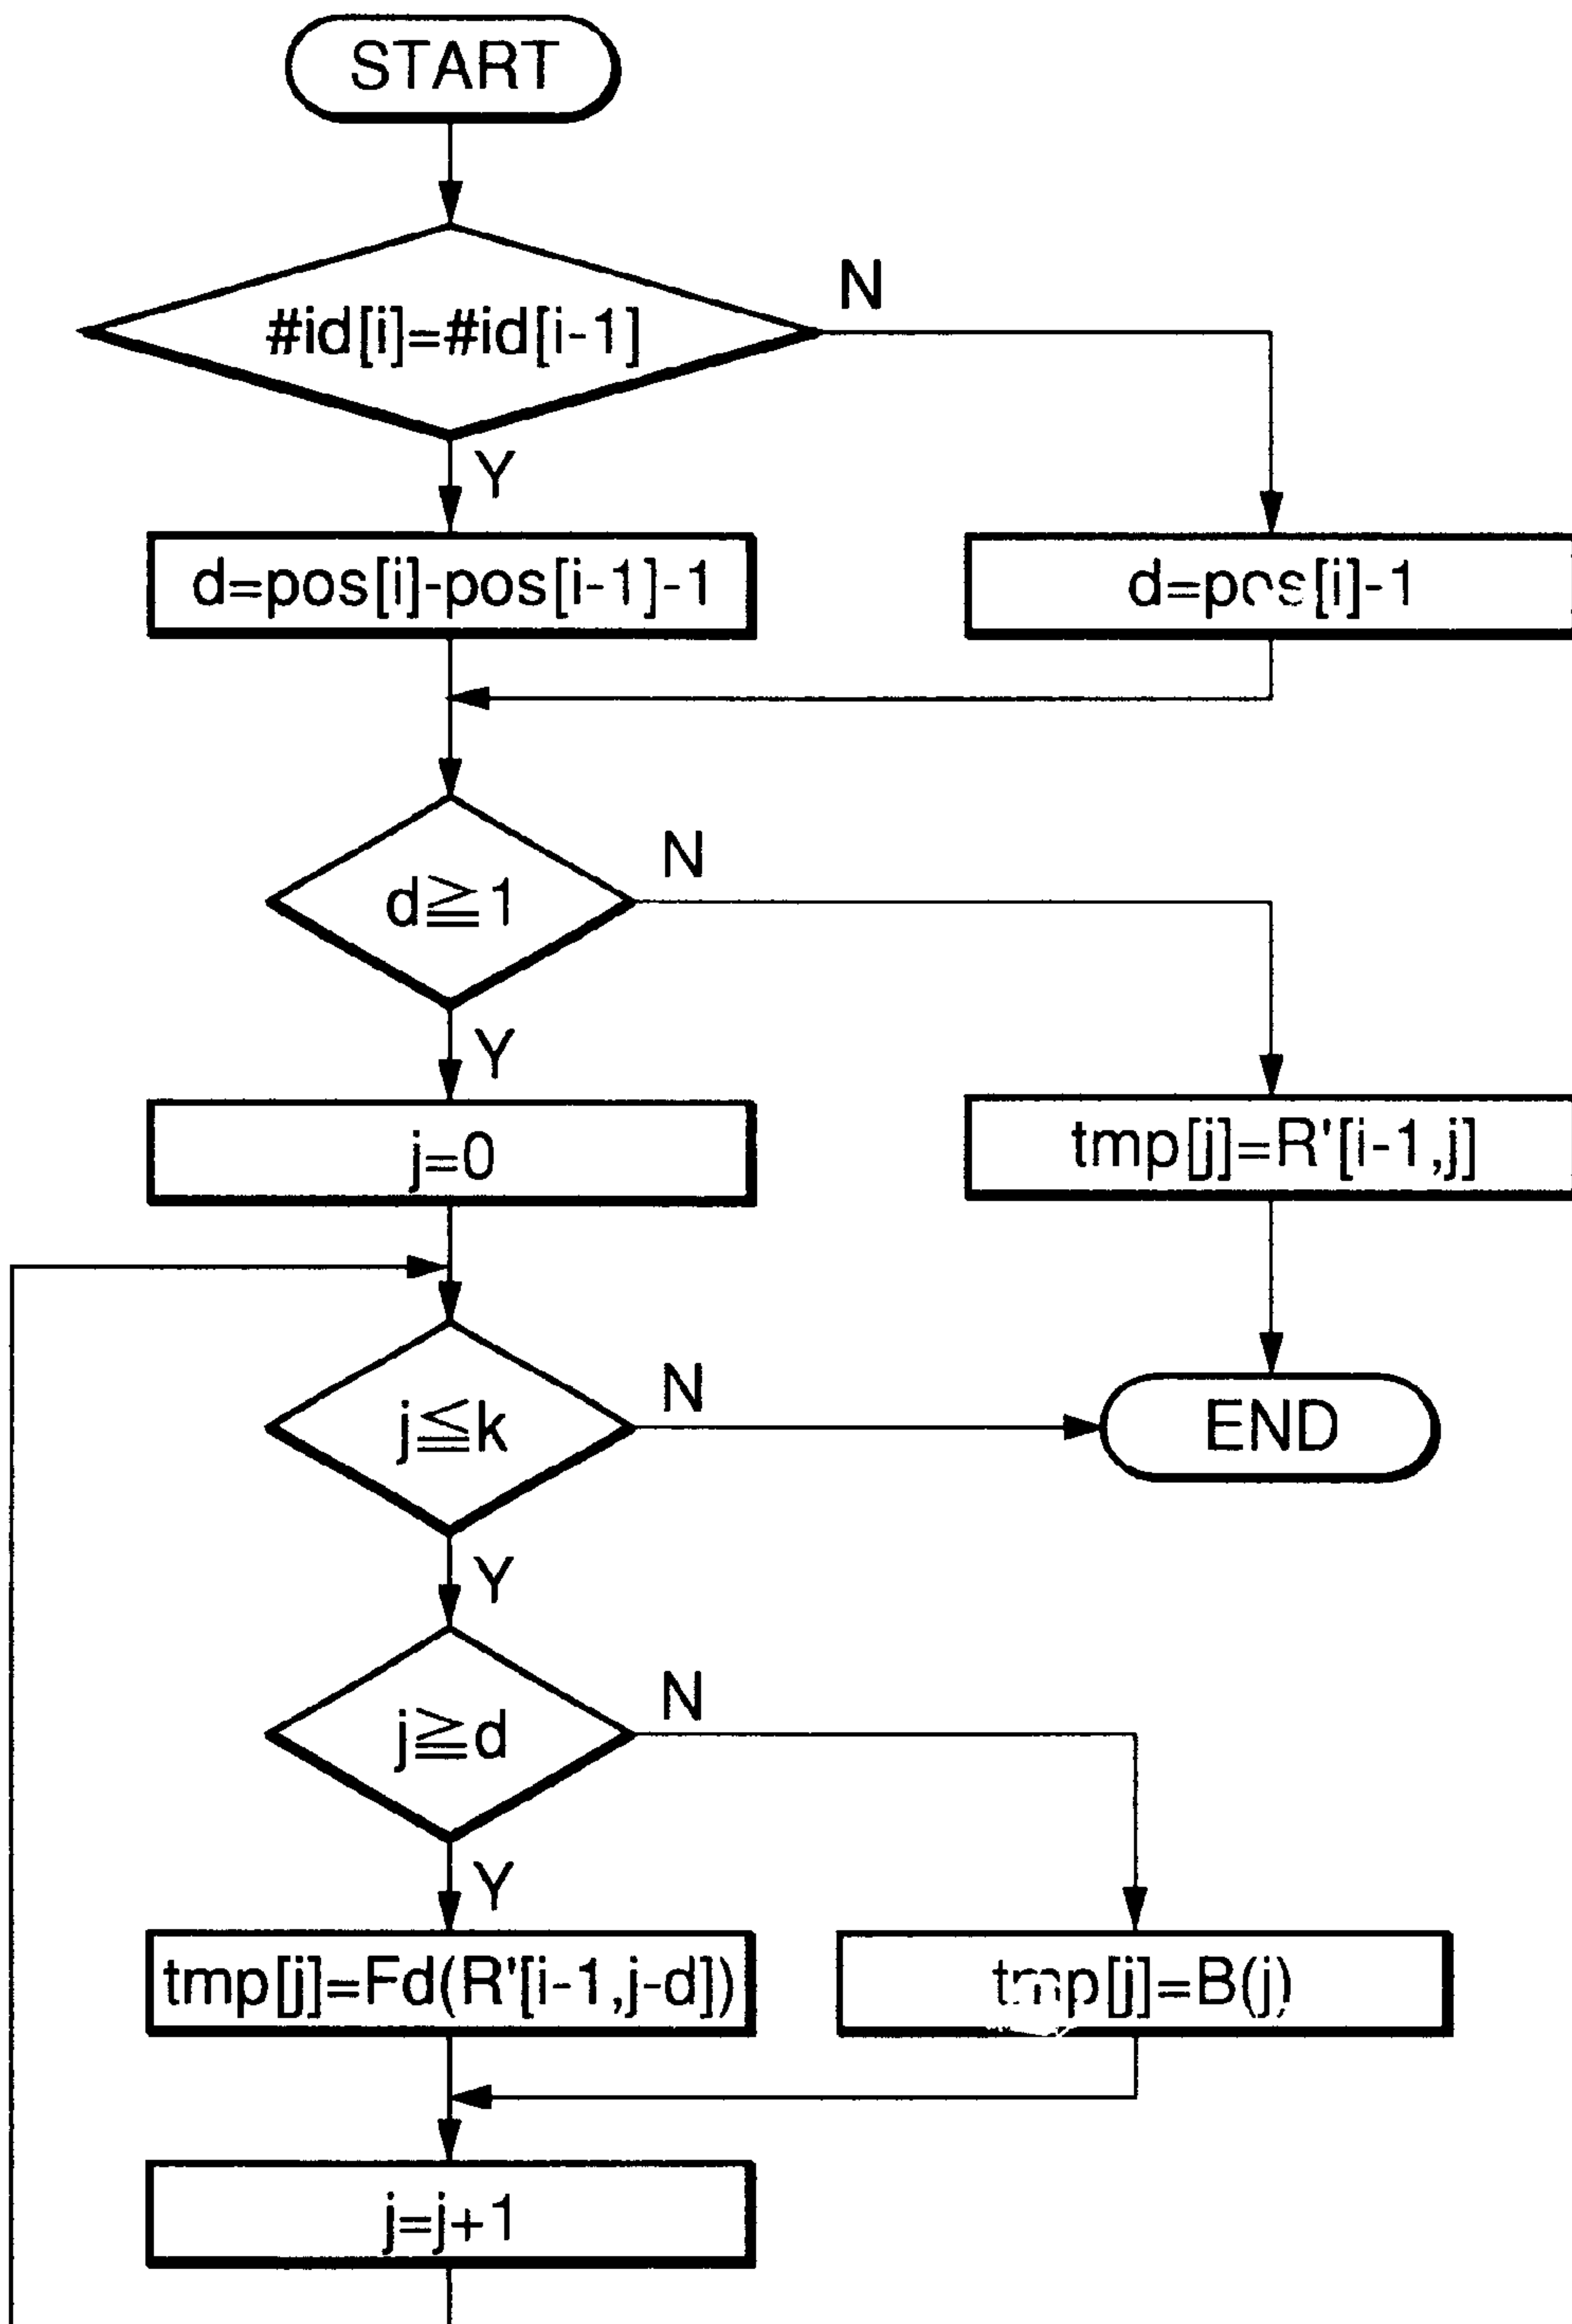 START
#id[i]=#id[i-1]
N
Y
d=pos[i]-pos[i-1]-1
d=pos[i]-1
d≧1
N
Y
j=0
tmp[j]=R'[i-1,j]
j≦k
N
END
Y
j≧d
N
Y
tmp[j]=Fd(R'[i-1,j-d])
tmp[j]=B(j)
j=j+1